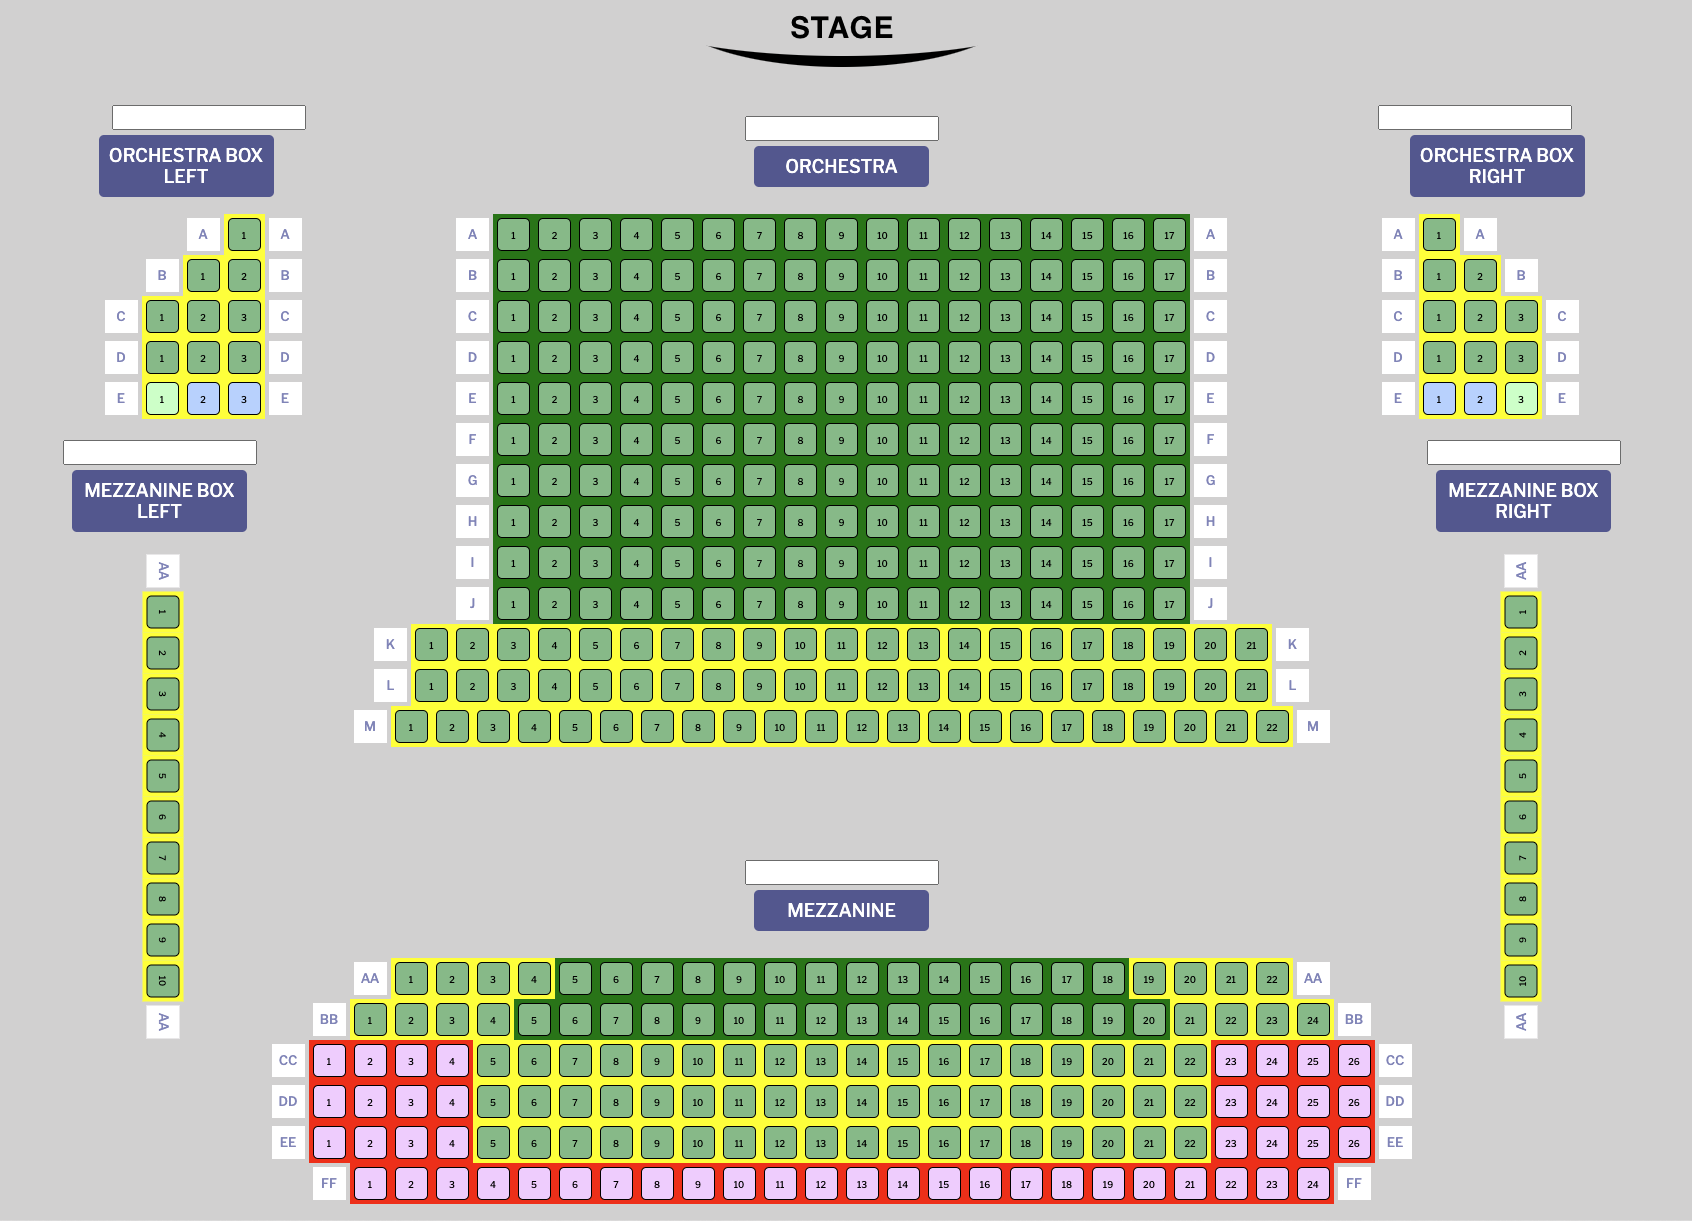 STAGE
ORCHESTRA BOX
LEFT
A 1 A
B 1 2 B
C 1 2 3 C
D 1 2 3 D
E 1 2 3 E
ORCHESTRA
A 1 2 3 4 5 6 7 8 9 10 11 12 13 14 15 16 17 A
B 1 2 3 4 5 6 7 8 9 10 11 12 13 14 15 16 17 B
C 1 2 3 4 5 6 7 8 9 10 11 12 13 14 15 16 17 C
D 1 2 3 4 5 6 7 8 9 10 11 12 13 14 15 16 17 D
E 1 2 3 4 5 6 7 8 9 10 11 12 13 14 15 16 17 E
F 1 2 3 4 5 6 7 8 9 10 11 12 13 14 15 16 17 F
G 1 2 3 4 5 6 7 8 9 10 11 12 13 14 15 16 17 G
H 1 2 3 4 5 6 7 8 9 10 11 12 13 14 15 16 17 H
I 1 2 3 4 5 6 7 8 9 10 11 12 13 14 15 16 17 I
J 1 2 3 4 5 6 7 8 9 10 11 12 13 14 15 16 17 J
K 1 2 3 4 5 6 7 8 9 10 11 12 13 14 15 16 17 18 19 20 21 K
L 1 2 3 4 5 6 7 8 9 10 11 12 13 14 15 16 17 18 19 20 21 L
M 1 2 3 4 5 6 7 8 9 10 11 12 13 14 15 16 17 18 19 20 21 22 M
ORCHESTRA BOX
RIGHT
A 1 A
B 1 2 B
C 1 2 3 C
D 1 2 3 D
E 1 2 3 E
MEZZANINE BOX
LEFT
AA 1 2 3 4 5 6 7 8 9 10 AA
MEZZANINE BOX
RIGHT
AA 1 2 3 4 5 6 7 8 9 10 AA
MEZZANINE
AA 1 2 3 4 5 6 7 8 9 10 11 12 13 14 15 16 17 18 19 20 21 22 AA
BB 1 2 3 4 5 6 7 8 9 10 11 12 13 14 15 16 17 18 19 20 21 22 23 24 BB
CC 1 2 3 4 5 6 7 8 9 10 11 12 13 14 15 16 17 18 19 20 21 22 23 24 25 26 CC
DD 1 2 3 4 5 6 7 8 9 10 11 12 13 14 15 16 17 18 19 20 21 22 23 24 25 26 DD
EE 1 2 3 4 5 6 7 8 9 10 11 12 13 14 15 16 17 18 19 20 21 22 23 24 25 26 EE
FF 1 2 3 4 5 6 7 8 9 10 11 12 13 14 15 16 17 18 19 20 21 22 23 24 FF